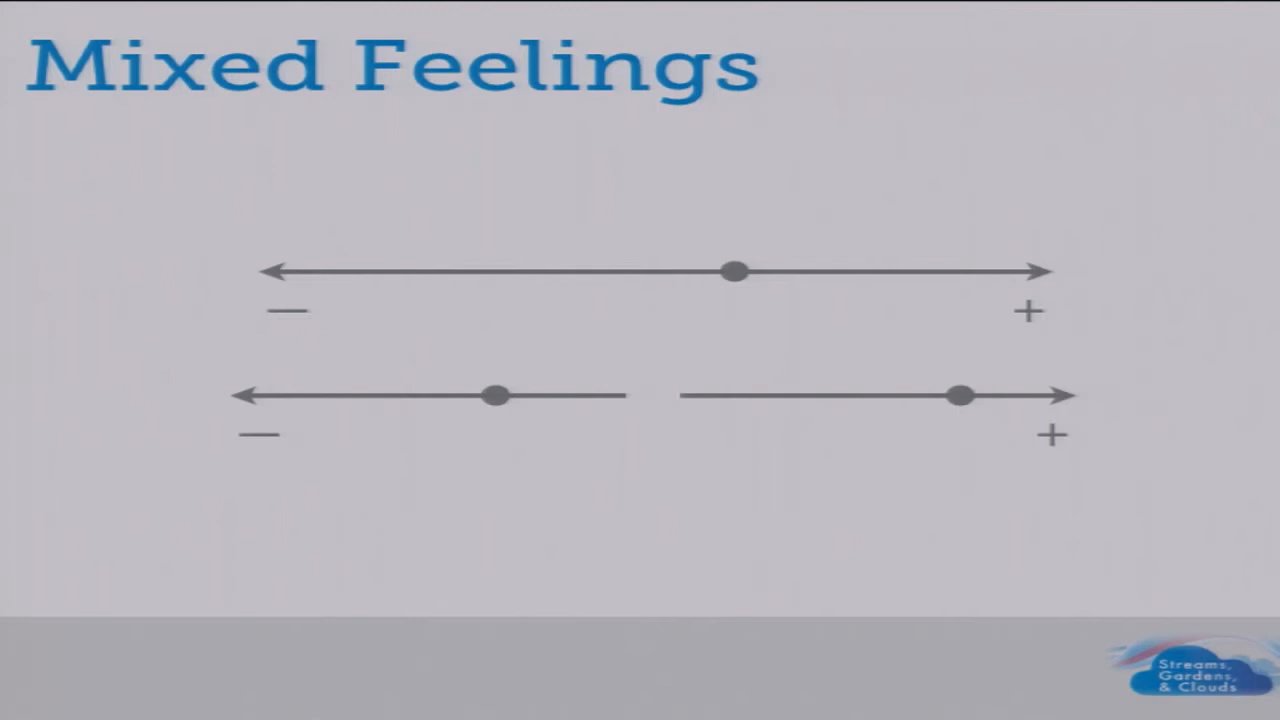 Mixed Feelings
— +
— +
Streams,
Gardens,
& Clouds